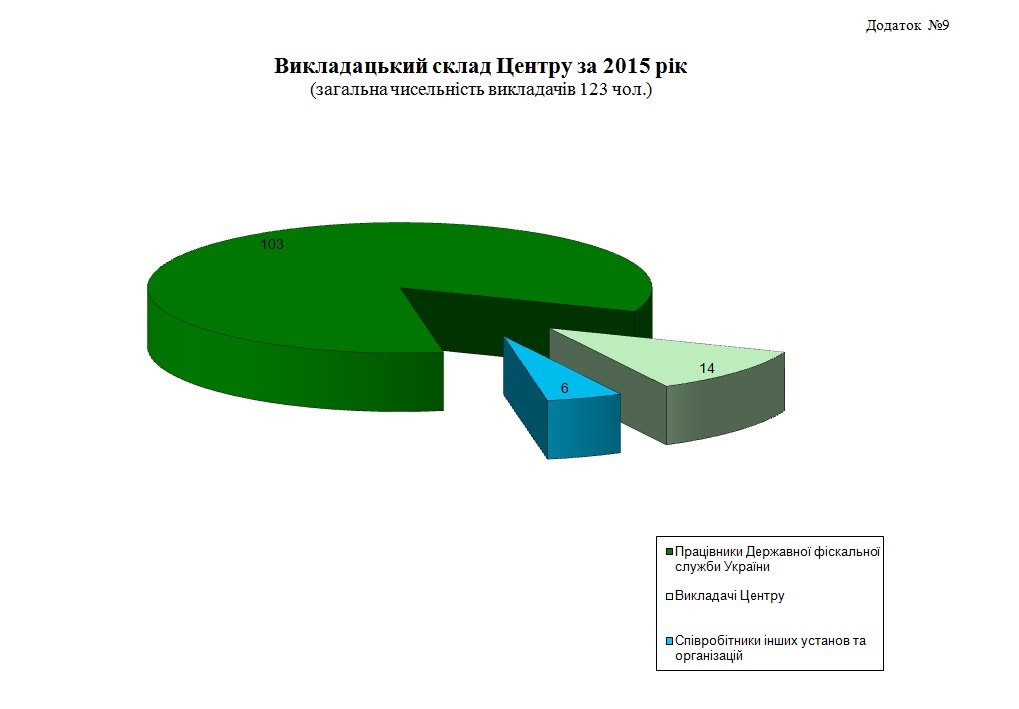 Додаток №9
Викладацький склад Центру за 2015 рік
(загальна чисельність викладачів 123 чол.)
103
14
6
Працівники Державної фіскальної
служби України
Викладачі Центру
Співробітники інших установ та
організацій